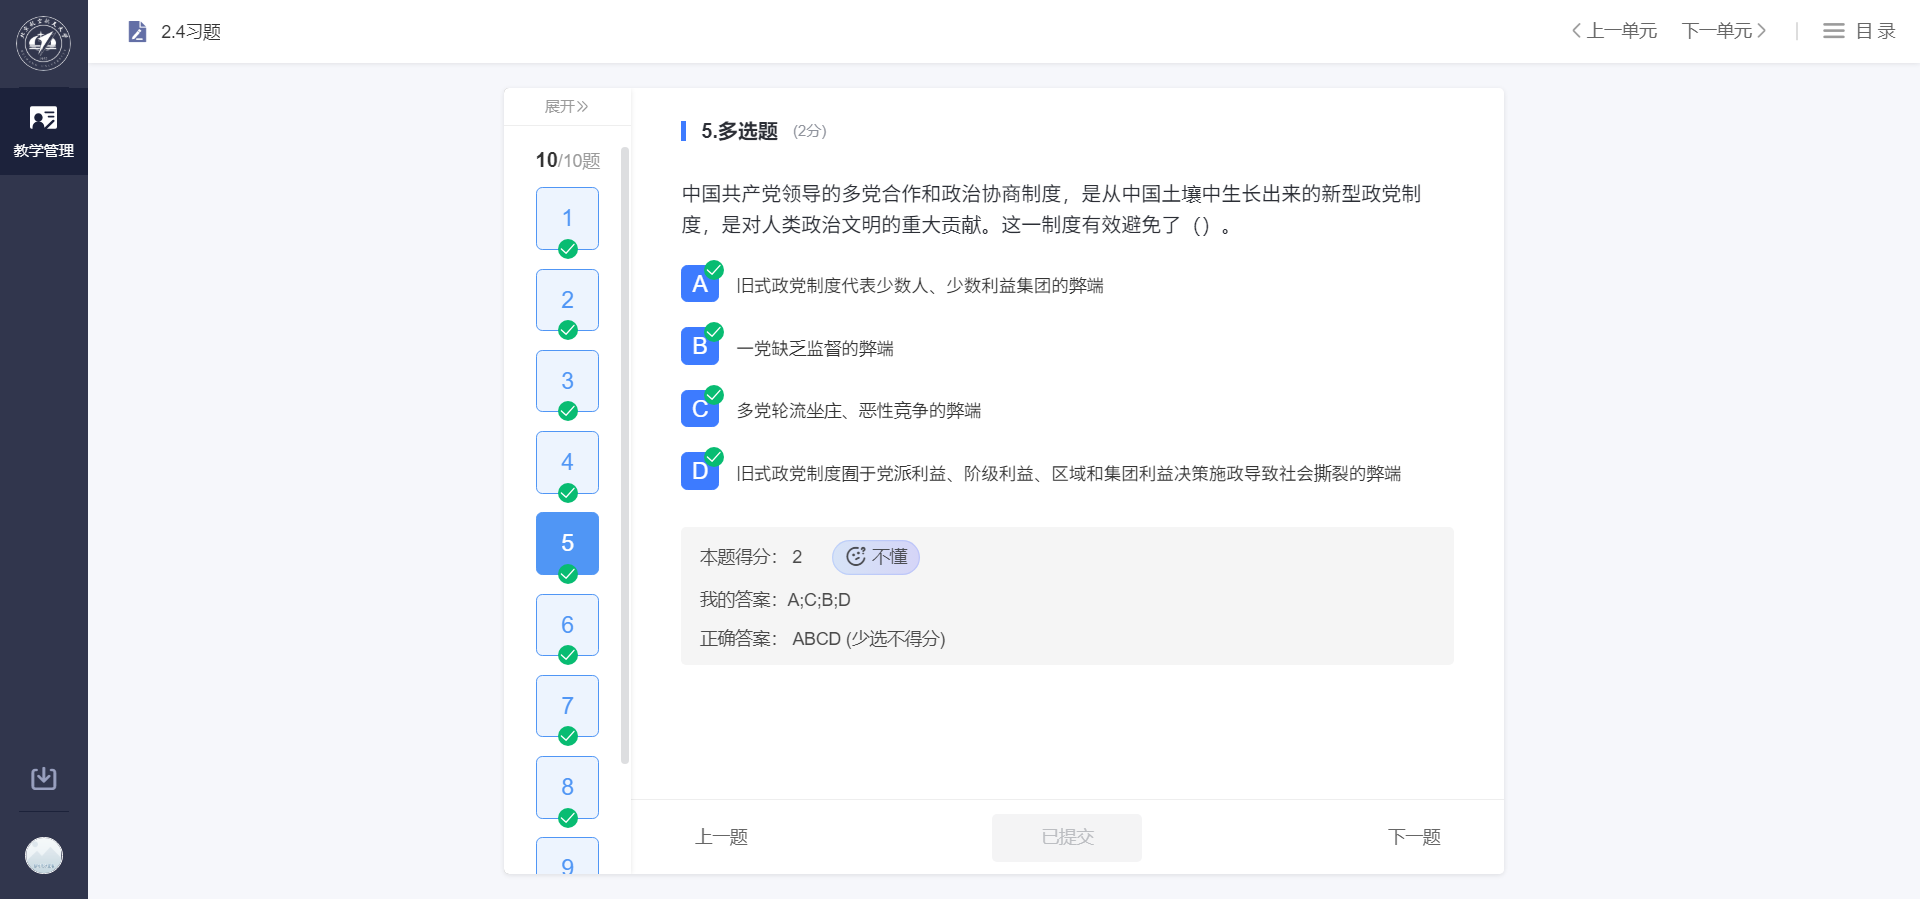 2.4习题
上一单元
下一单元
目录
教学管理
展开
10/10题
1
2
3
4
5
6
7
8
9
5.多选题 (2分)
中国共产党领导的多党合作和政治协商制度，是从中国土壤中生长出来的新型政党制
度，是对人类政治文明的重大贡献。这一制度有效避免了（）。
A 旧式政党制度代表少数人、少数利益集团的弊端
B 一党缺乏监督的弊端
C 多党轮流坐庄、恶性竞争的弊端
D 旧式政党制度囿于党派利益、阶级利益、区域和集团利益决策施政导致社会撕裂的弊端
本题得分： 2 不懂
我的答案：A;C;B;D
正确答案： ABCD (少选不得分)
上一题
已提交
下一题